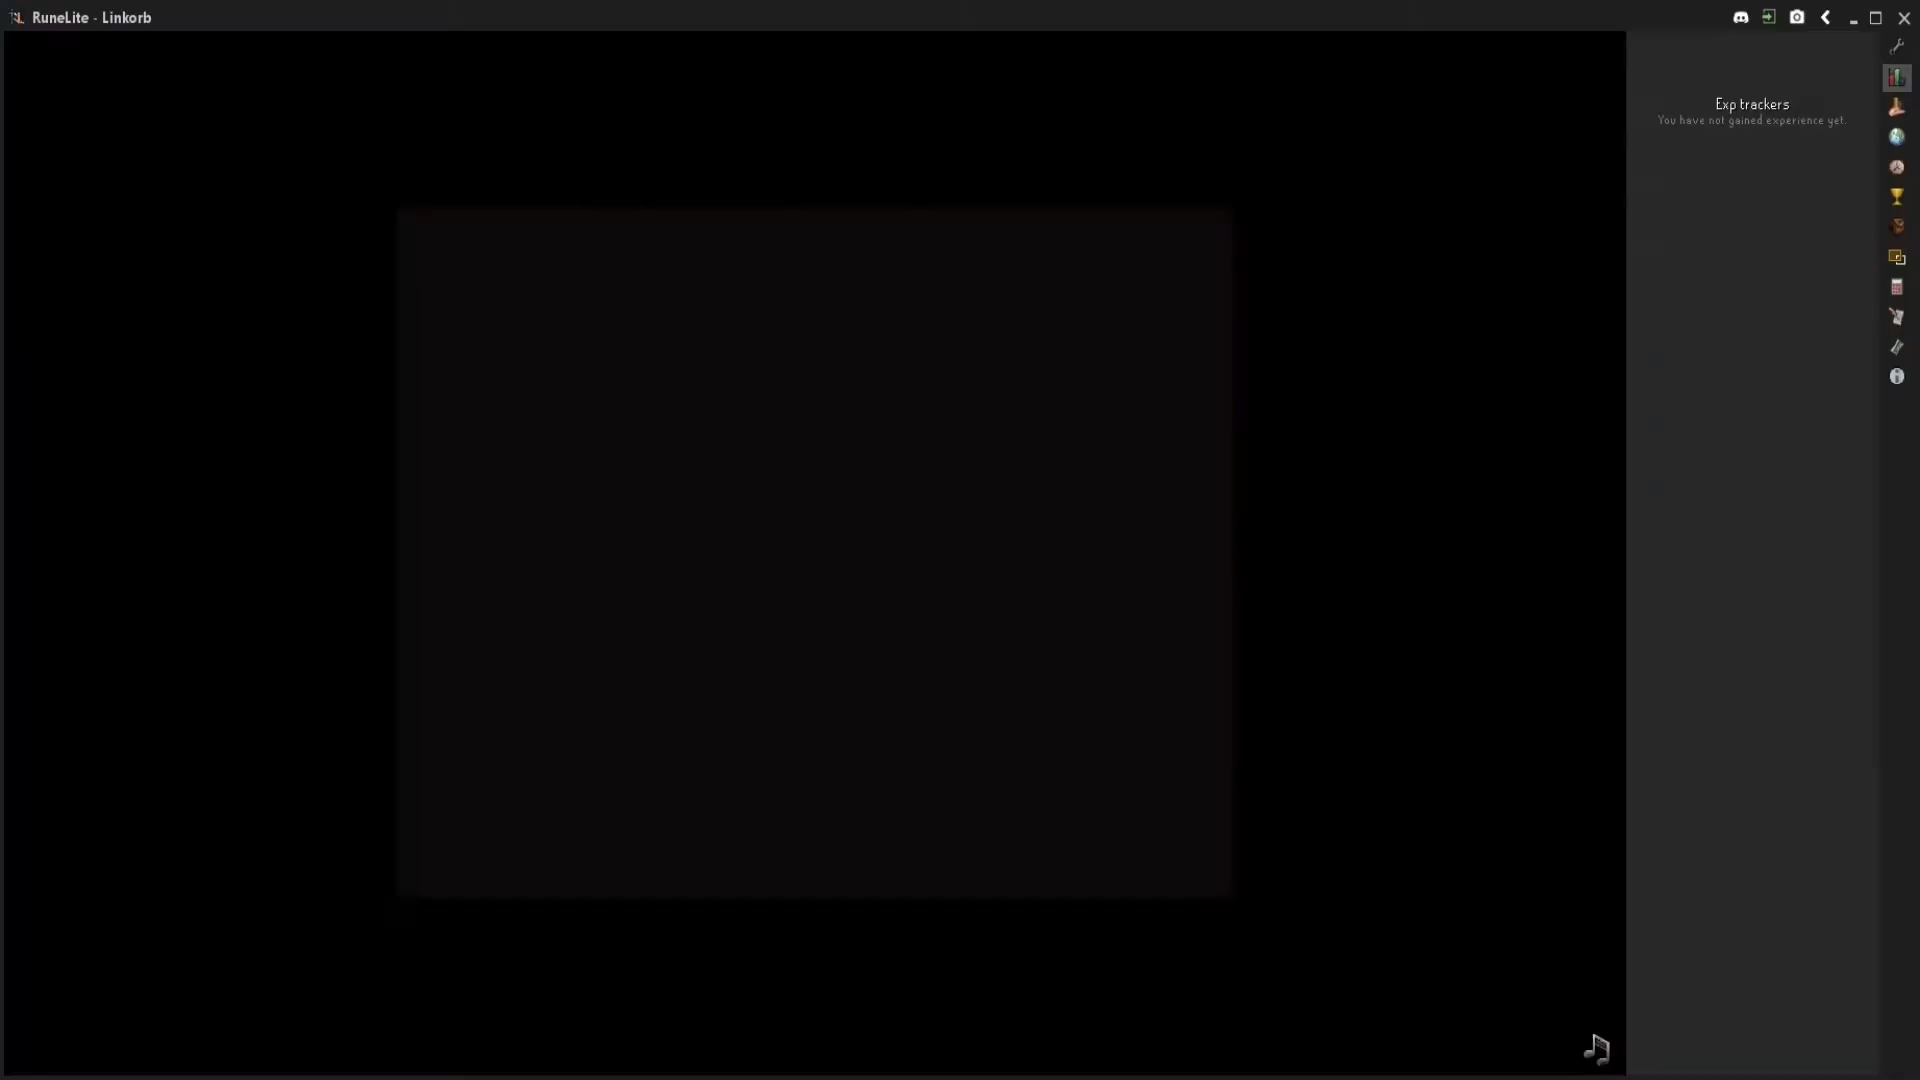 RuneLite - Linkorb
Exp trackers
You have not gained experience yet.